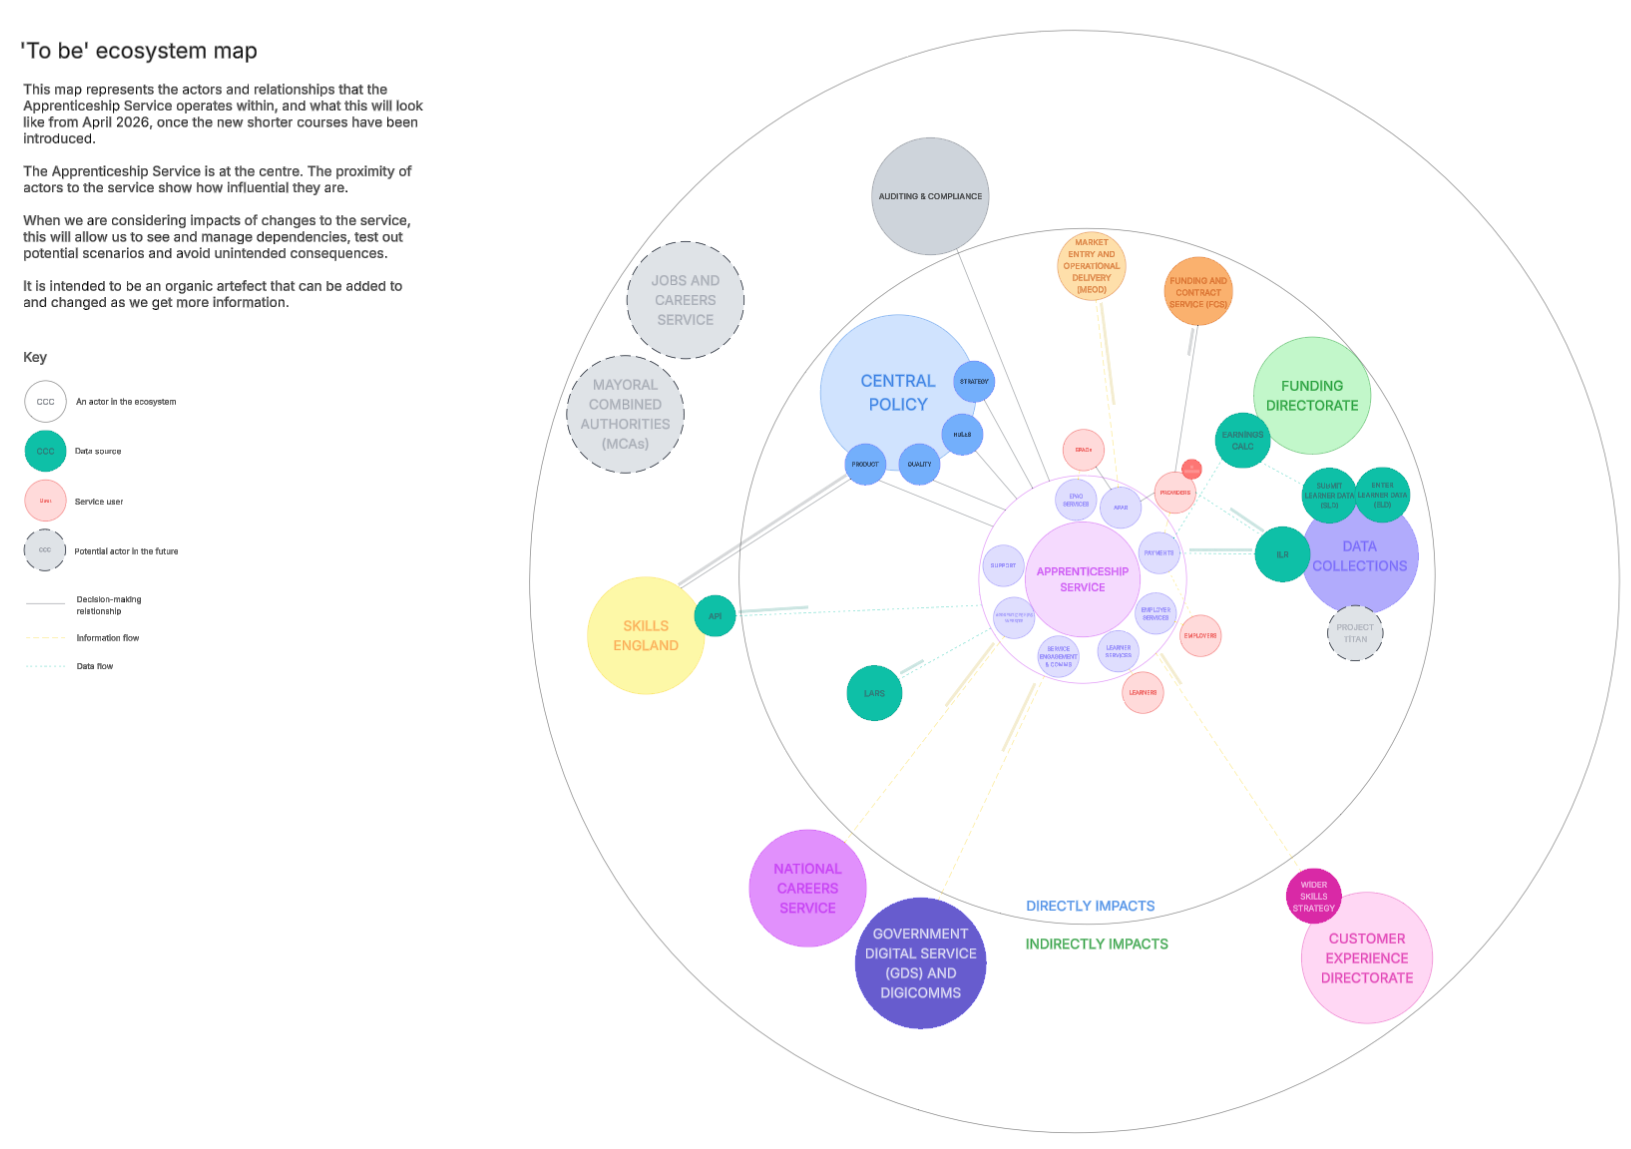 'To be' ecosystem map
This map represents the actors and relationships that the
Apprenticeship Service operates within, and what this will look
like from April 2026, once the new shorter courses have been
introduced.
The Apprenticeship Service is at the centre. The proximity of
actors to the service show how influential they are.
When we are considering impacts of changes to the service,
this will allow us to see and manage dependencies, test out
potential scenarios and avoid unintended consequences.
It is intended to be an organic artefact that can be added to
and changed as we get more information.
Key
CCC
An actor in the ecosystem
CCC
Data source
User
Service user
CCC
Potential actor in the future
Decision-making
relationship
Information flow
Data flow
AUDITING & COMPLIANCE
JOBS AND
CAREERS
SERVICE
MAYORAL
COMBINED
AUTHORITIES
(MCAs)
MARKET
ENTRY AND
OPERATIONAL
DELIVERY
(MEOD)
FUNDING AND
CONTRACT
SERVICE (FCS)
CENTRAL
POLICY
STRATEGY
RULES
PRODUCT
QUALITY
FUNDING
DIRECTORATE
EARNINGS
CALC
EPAOs
PROVIDERS
SUBMIT
LEARNER DATA
(SLD)
ENTER
LEARNER DATA
(ELD)
ILR
DATA
COLLECTIONS
PROJECT
TITAN
SERVICES
PAYMENTS
SUPPORT
APPRENTICESHIP
SERVICE
EMPLOYER
SERVICES
LEARNER
SERVICES
SERVICE
ENGAGEMENT
& COMMS
EMPLOYERS
LEARNERS
SKILLS
ENGLAND
API
LARS
NATIONAL
CAREERS
SERVICE
GOVERNMENT
DIGITAL SERVICE
(GDS) AND
DIGICOMMS
DIRECTLY IMPACTS
INDIRECTLY IMPACTS
WIDER
SKILLS
STRATEGY
CUSTOMER
EXPERIENCE
DIRECTORATE